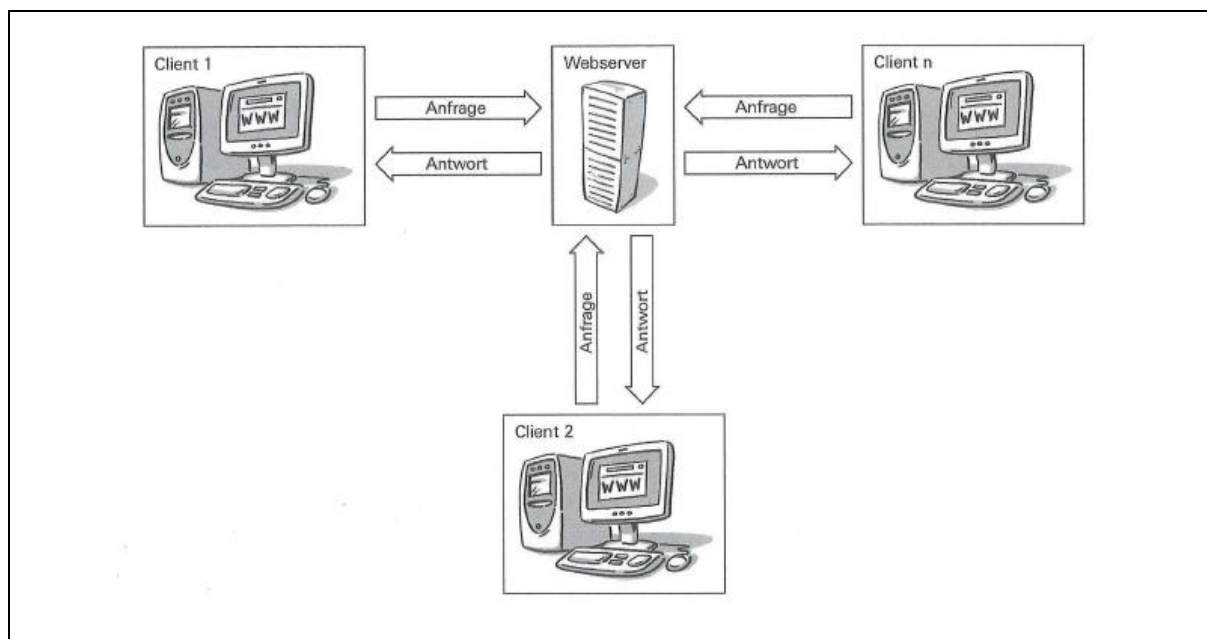 Client 1
WWW
Anfrage
Antwort
Webserver
Anfrage
Antwort
Client n
WWW
Anfrage
Antwort
Client 2
WWW